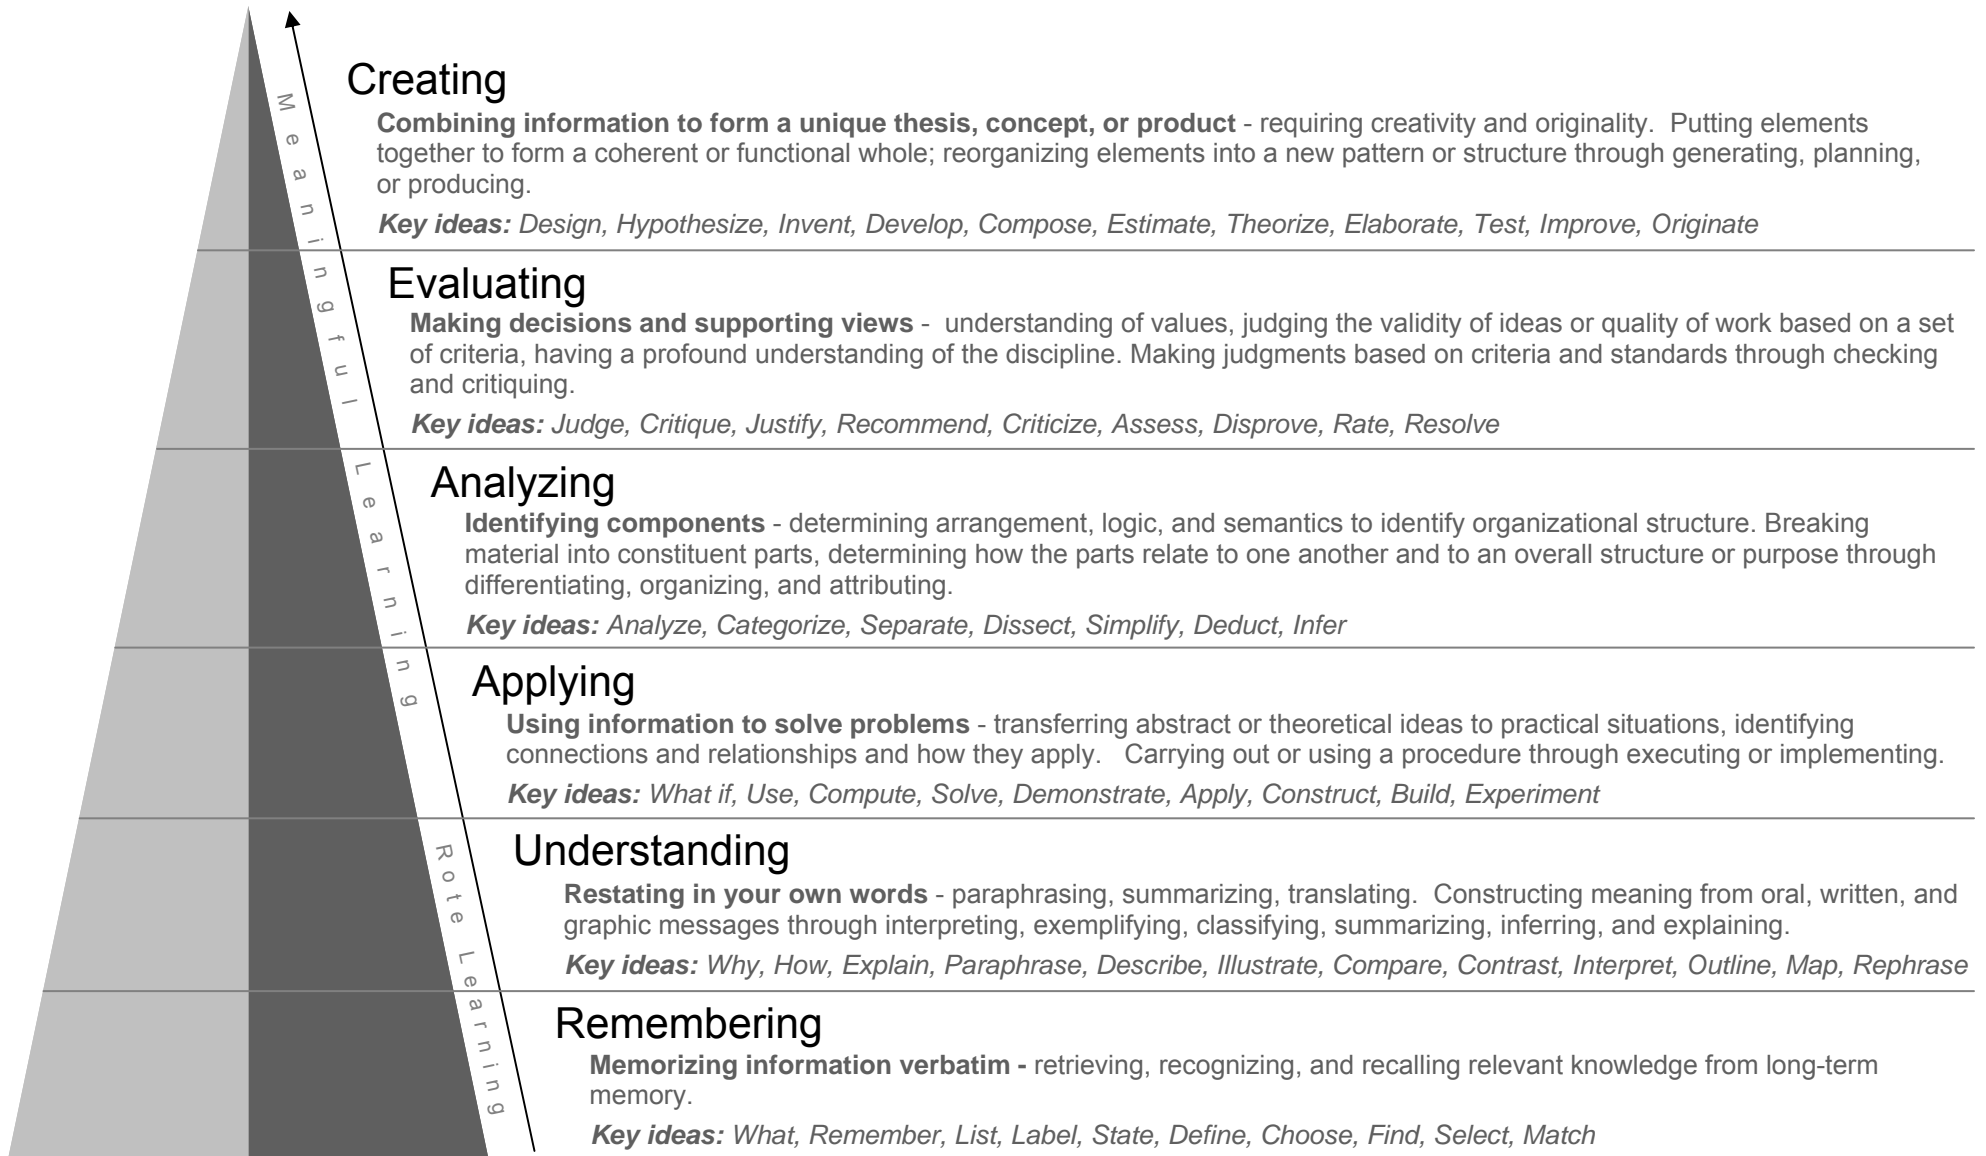 Creating
Combining information to form a unique thesis, concept, or product - requiring creativity and originality.  Putting elements
together to form a coherent or functional whole; reorganizing elements into a new pattern or structure through generating, planning,
or producing.
Key ideas: Design, Hypothesize, Invent, Develop, Compose, Estimate, Theorize, Elaborate, Test, Improve, Originate
Evaluating
Making decisions and supporting views -  understanding of values, judging the validity of ideas or quality of work based on a set
of criteria, having a profound understanding of the discipline. Making judgments based on criteria and standards through checking
and critiquing.
Key ideas: Judge, Critique, Justify, Recommend, Criticize, Assess, Disprove, Rate, Resolve
Analyzing
Identifying components - determining arrangement, logic, and semantics to identify organizational structure. Breaking
material into constituent parts, determining how the parts relate to one another and to an overall structure or purpose through
differentiating, organizing, and attributing.
Key ideas: Analyze, Categorize, Separate, Dissect, Simplify, Deduct, Infer
Applying
Using information to solve problems - transferring abstract or theoretical ideas to practical situations, identifying
connections and relationships and how they apply.   Carrying out or using a procedure through executing or implementing.
Key ideas: What if, Use, Compute, Solve, Demonstrate, Apply, Construct, Build, Experiment
Understanding
Restating in your own words - paraphrasing, summarizing, translating.  Constructing meaning from oral, written, and
graphic messages through interpreting, exemplifying, classifying, summarizing, inferring, and explaining.
Key ideas: Why, How, Explain, Paraphrase, Describe, Illustrate, Compare, Contrast, Interpret, Outline, Map, Rephrase
Remembering
Memorizing information verbatim - retrieving, recognizing, and recalling relevant knowledge from long-term
memory.
Key ideas: What, Remember, List, Label, State, Define, Choose, Find, Select, Match
Meaningful Learning
Rote Learning